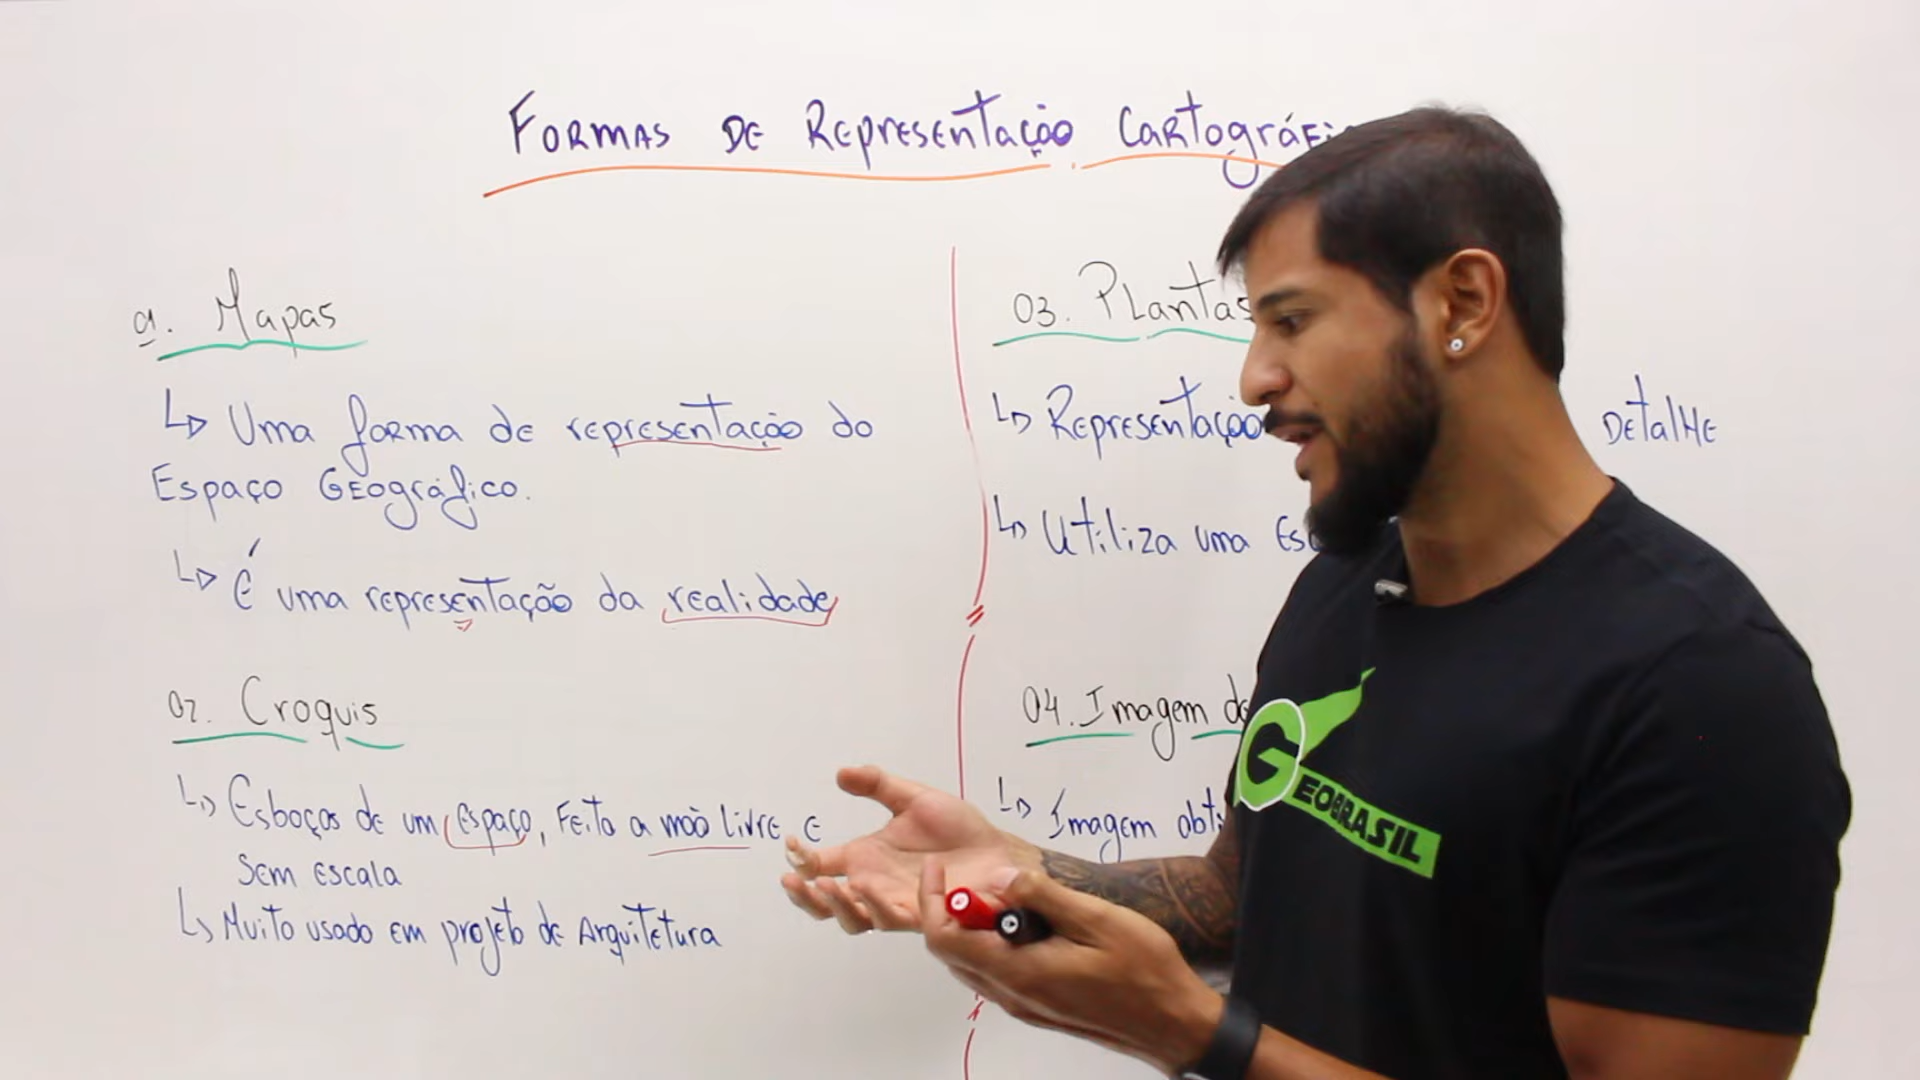 Formas de Representação Cartográfi
01. Mapas
↳ Uma forma de representação do
Espaço Geográfico.
↳ É uma representação da realidade
02. Croquis
↳ Esboços de um espaço, Feito a mão livre e
Sem escala
↳ Muito usado em projeto de Arquitetura
03. Plantas
↳ Representação Detalhe
↳ Utiliza uma Esc
04. Imagem de
↳ Imagem obti
GEOBRASIL